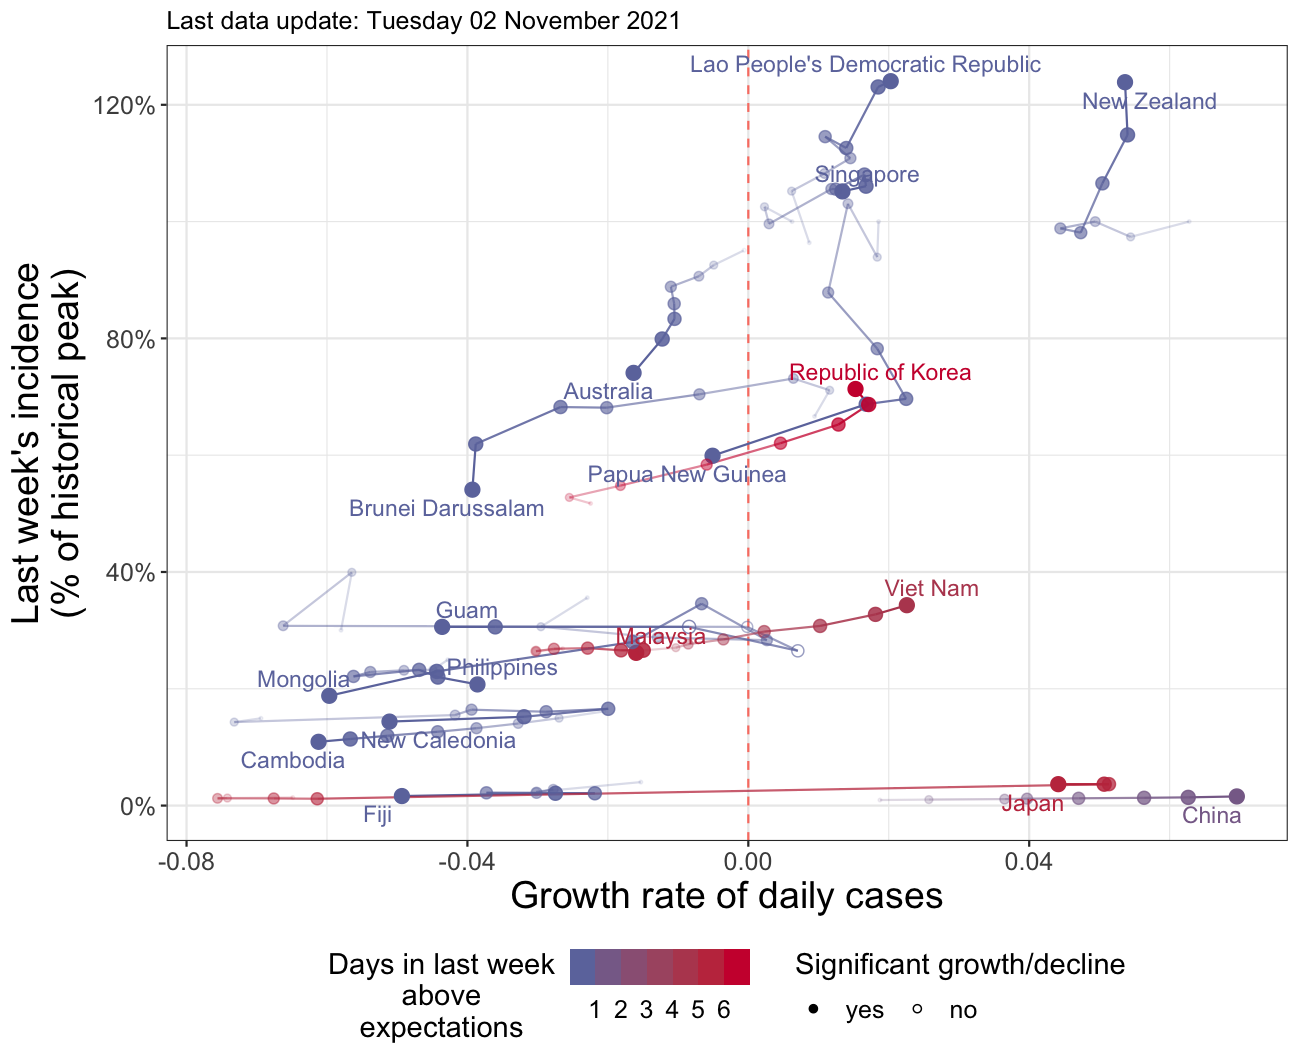 Last data update: Tuesday 02 November 2021
Last week's incidence
(% of historical peak)
120%
80%
40%
0%
Lao People's Democratic Republic
New Zealand
Singapore
Republic of Korea
Australia
Papua New Guinea
Brunei Darussalam
Viet Nam
Guam
Malaysia
Philippines
Mongolia
New Caledonia
Cambodia
Fiji
Japan
China
-0.08 -0.04 0.00 0.04
Growth rate of daily cases
Days in last week
above
expectations
1 2 3 4 5 6
Significant growth/decline
yes no